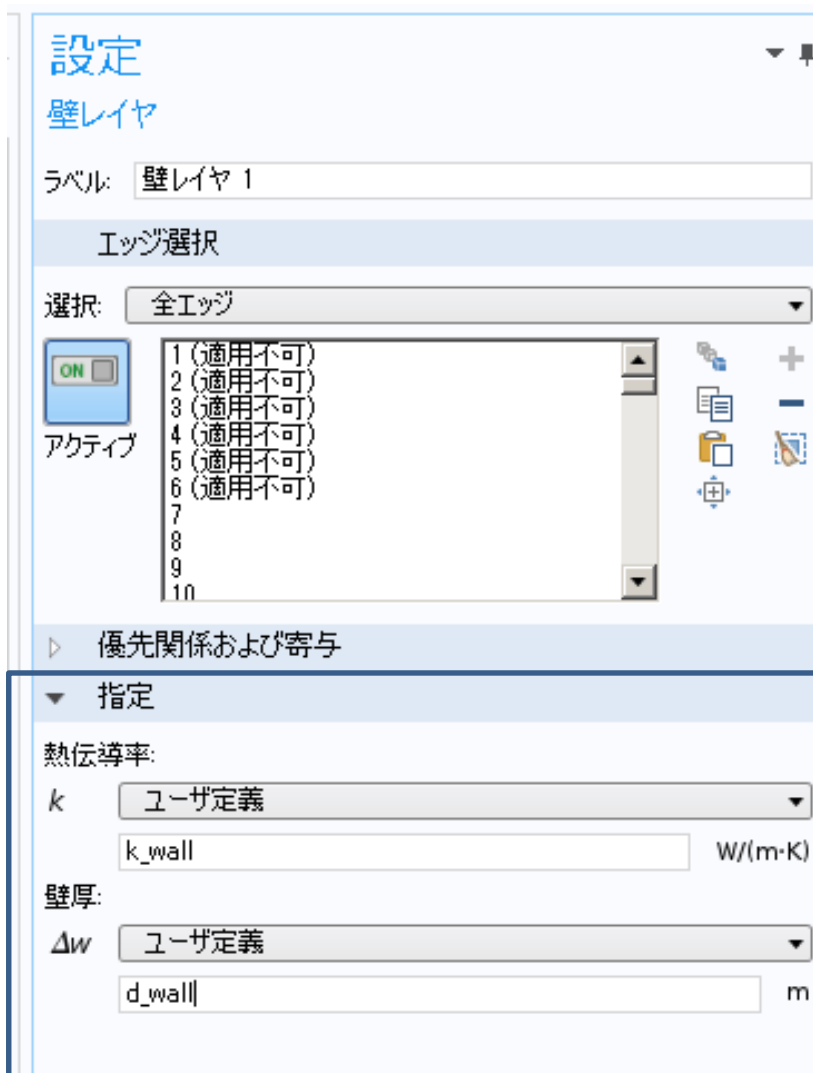 設定
壁レイヤ
ラベル: 壁レイヤ 1
エッジ選択
選択: 全エッジ
ON
アクティブ
1 (適用不可)
2 (適用不可)
3 (適用不可)
4 (適用不可)
5 (適用不可)
6 (適用不可)
7
8
9
10
優先関係および寄与
指定
熱伝導率:
k ユーザ定義
k_wall W/(m·K)
壁厚:
Δw ユーザ定義
d_wall m